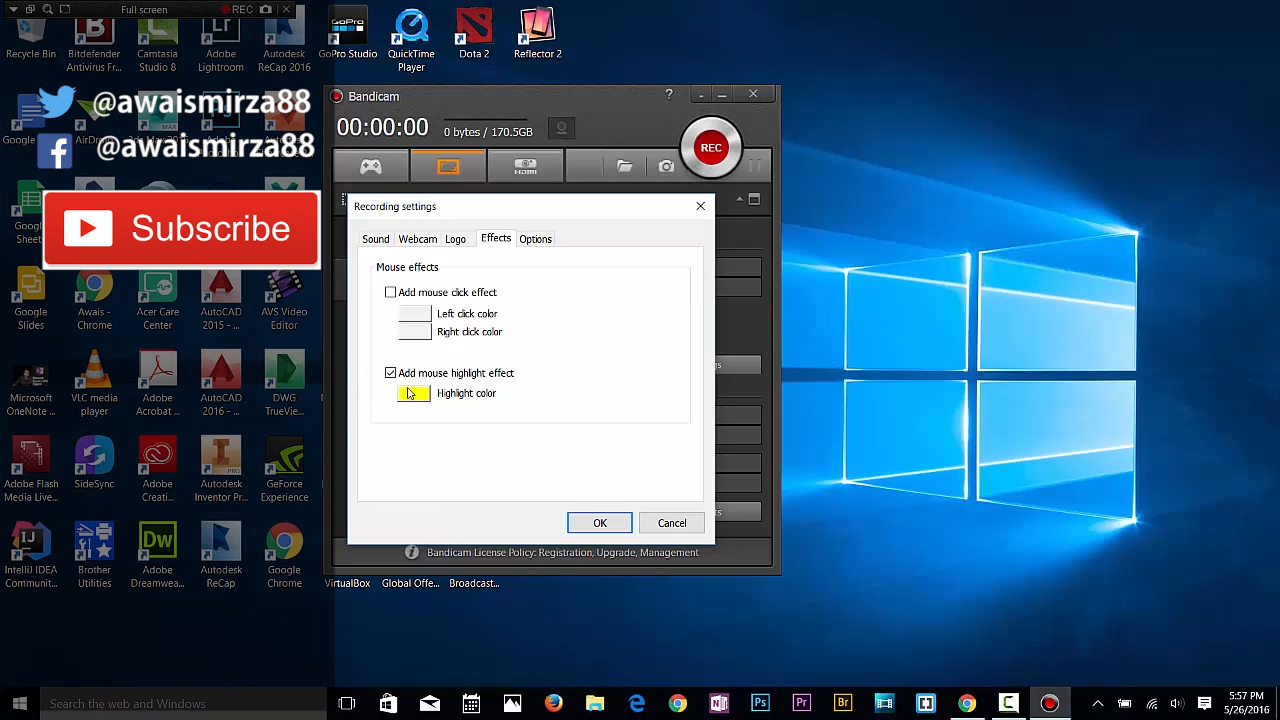 Full screen
REC
Recycle Bin
Bitdefender
Antivirus Fr...
Camtasia
Studio 8
Adobe
Lightroom
Autodesk
ReCap 2016
GoPro Studio
QuickTime
Player
Dota 2
Reflector 2
@awaismirza88
@awaismirza88
Subscribe
Google
Slides
Awais -
Chrome
Acer Care
Center
AutoCAD
2015 - ...
AVS Video
Editor
Microsoft
OneNote ...
VLC media
player
Adobe
Acrobat ...
AutoCAD
2016 - ...
DWG
TrueView...
Adobe Flash
Media Live...
SideSync
Adobe
Creati...
Autodesk
Inventor Pr...
GeForce
Experience
IntelliJ IDEA
Communit...
Brother
Utilities
Adobe
Dreamwea...
Autodesk
ReCap
Google
Chrome
VirtualBox
Global Offe...
Broadcast...
Bandicam
?
00:00:00
0 bytes / 170.5GB
REC
HDMI
Recording settings
Sound
Webcam
Logo
Effects
Options
Mouse effects
Add mouse click effect
Left click color
Right click color
Add mouse highlight effect
Highlight color
OK
Cancel
Bandicam License Policy: Registration, Upgrade, Management
Search the web and Windows
5:57 PM
5/26/2016